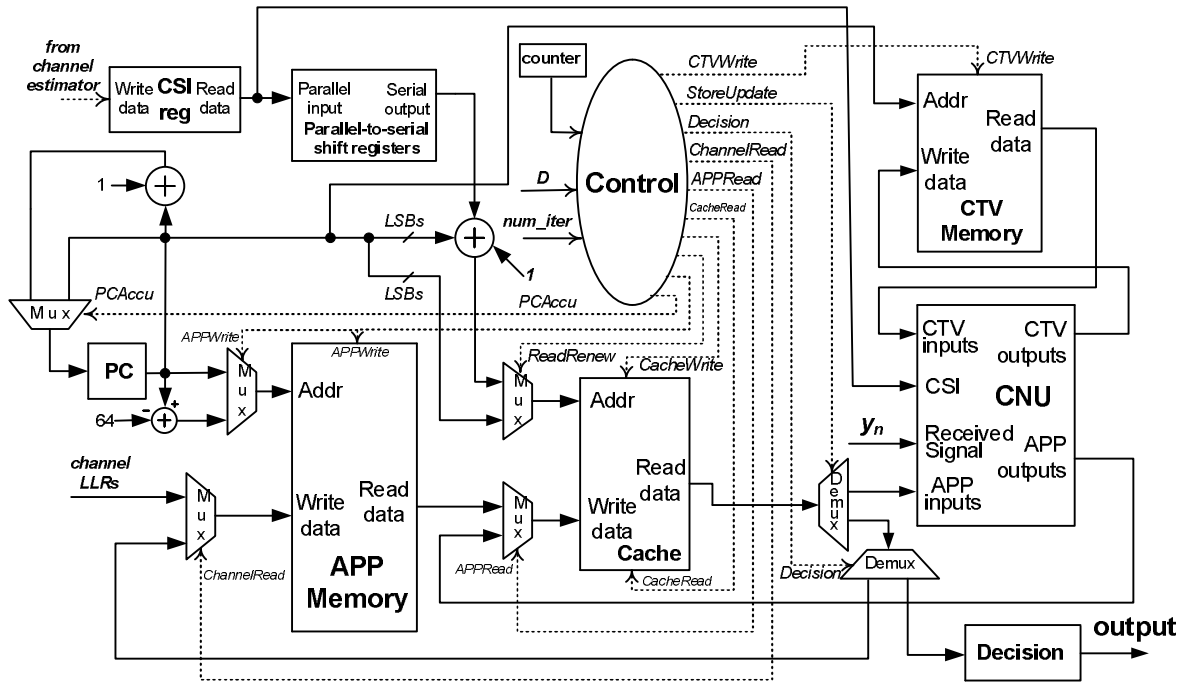 from
channel
estimator
Write
data
CSI
reg
Read
data
Parallel
input
Serial
output
Parallel-to-serial
shift registers
counter
Control
D
num_iter
CTVWrite
StoreUpdate
Decision
ChannelRead
APPRead
CacheRead
CTVWrite
Addr
Read
data
Write
data
CTV
Memory
1
+
LSBs
+
1
LSBs
Mux
PCAccu
PCAccu
PC
APPWrite
Mux
64
-
+
+
APPWrite
Addr
Write
data
Read
data
APP
Memory
channel
LLRs
Mux
ChannelRead
ReadRenew
Mux
CacheWrite
Addr
Read
data
Write
data
Cache
CacheRead
Mux
APPRead
CTV
inputs
CTV
outputs
CSI
CNU
yn
Received
Signal
APP
outputs
APP
inputs
Demux
Decision
Demux
Decision
output